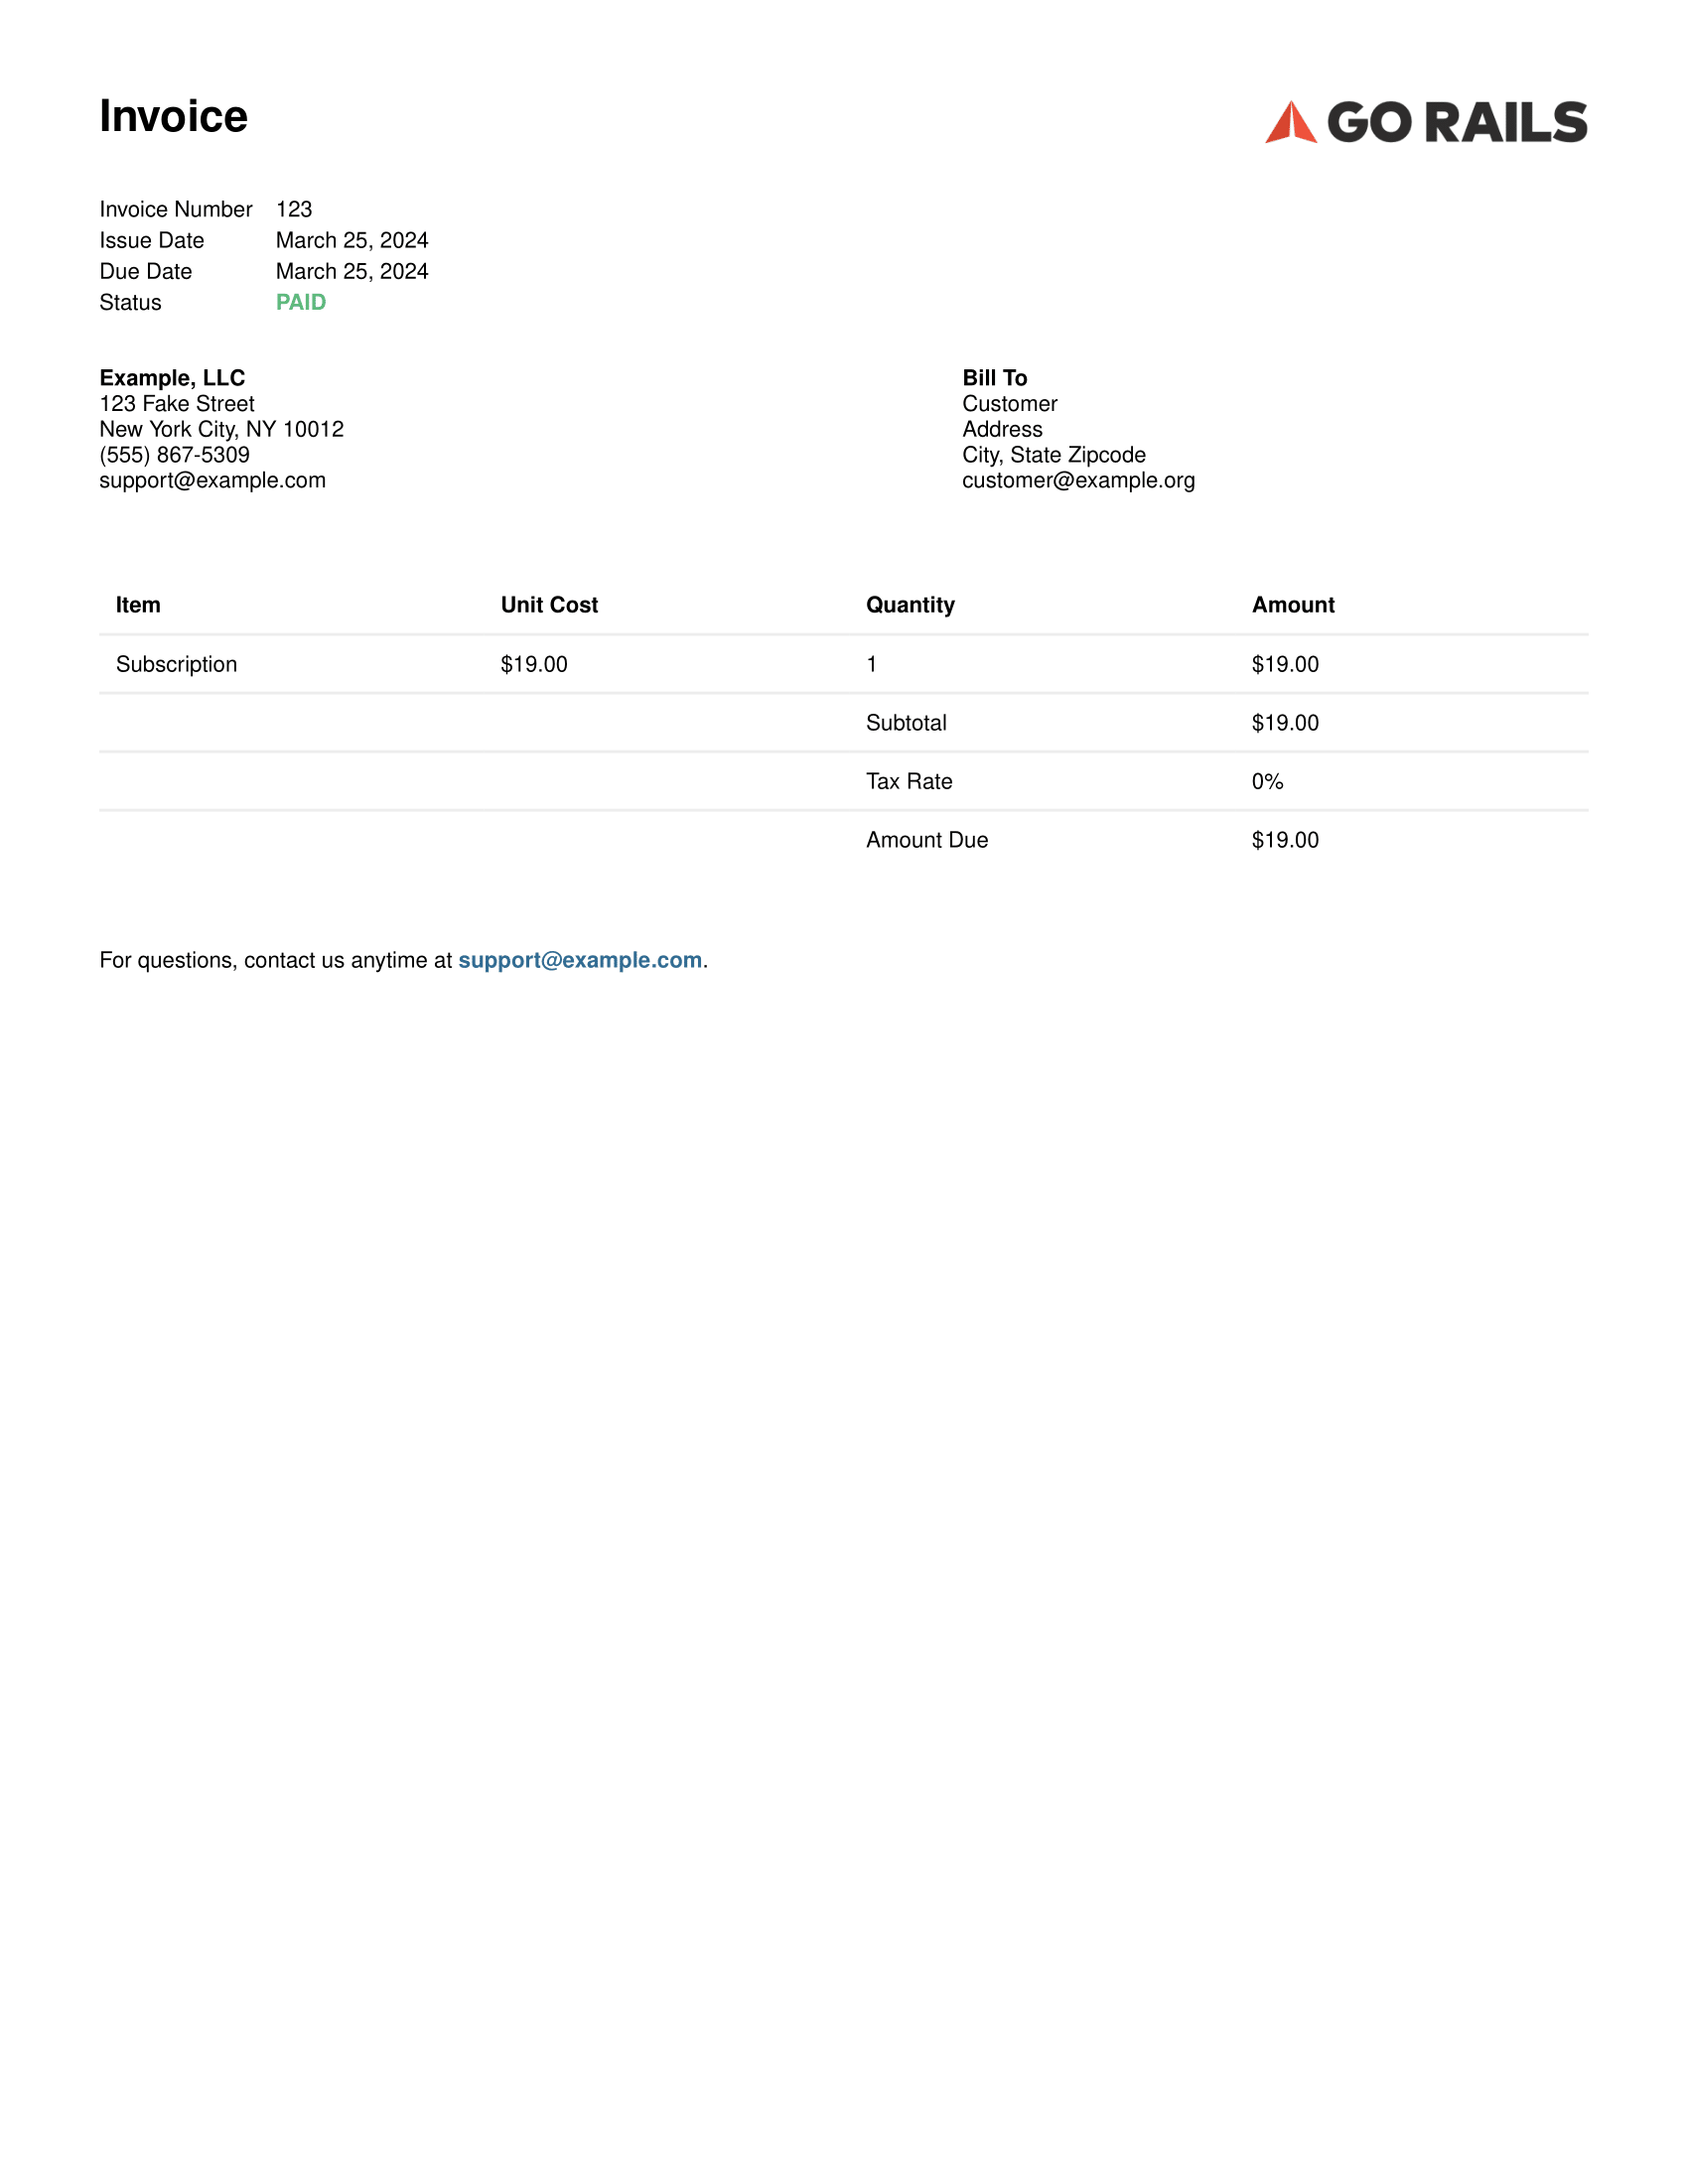 Invoice
GO RAILS
Invoice Number 123
Issue Date March 25, 2024
Due Date March 25, 2024
Status PAID
Example, LLC
123 Fake Street
New York City, NY 10012
(555) 867-5309
support@example.com
Bill To
Customer
Address
City, State Zipcode
customer@example.org
Item Unit Cost Quantity Amount
Subscription $19.00 1 $19.00
Subtotal $19.00
Tax Rate 0%
Amount Due $19.00
For questions, contact us anytime at support@example.com.